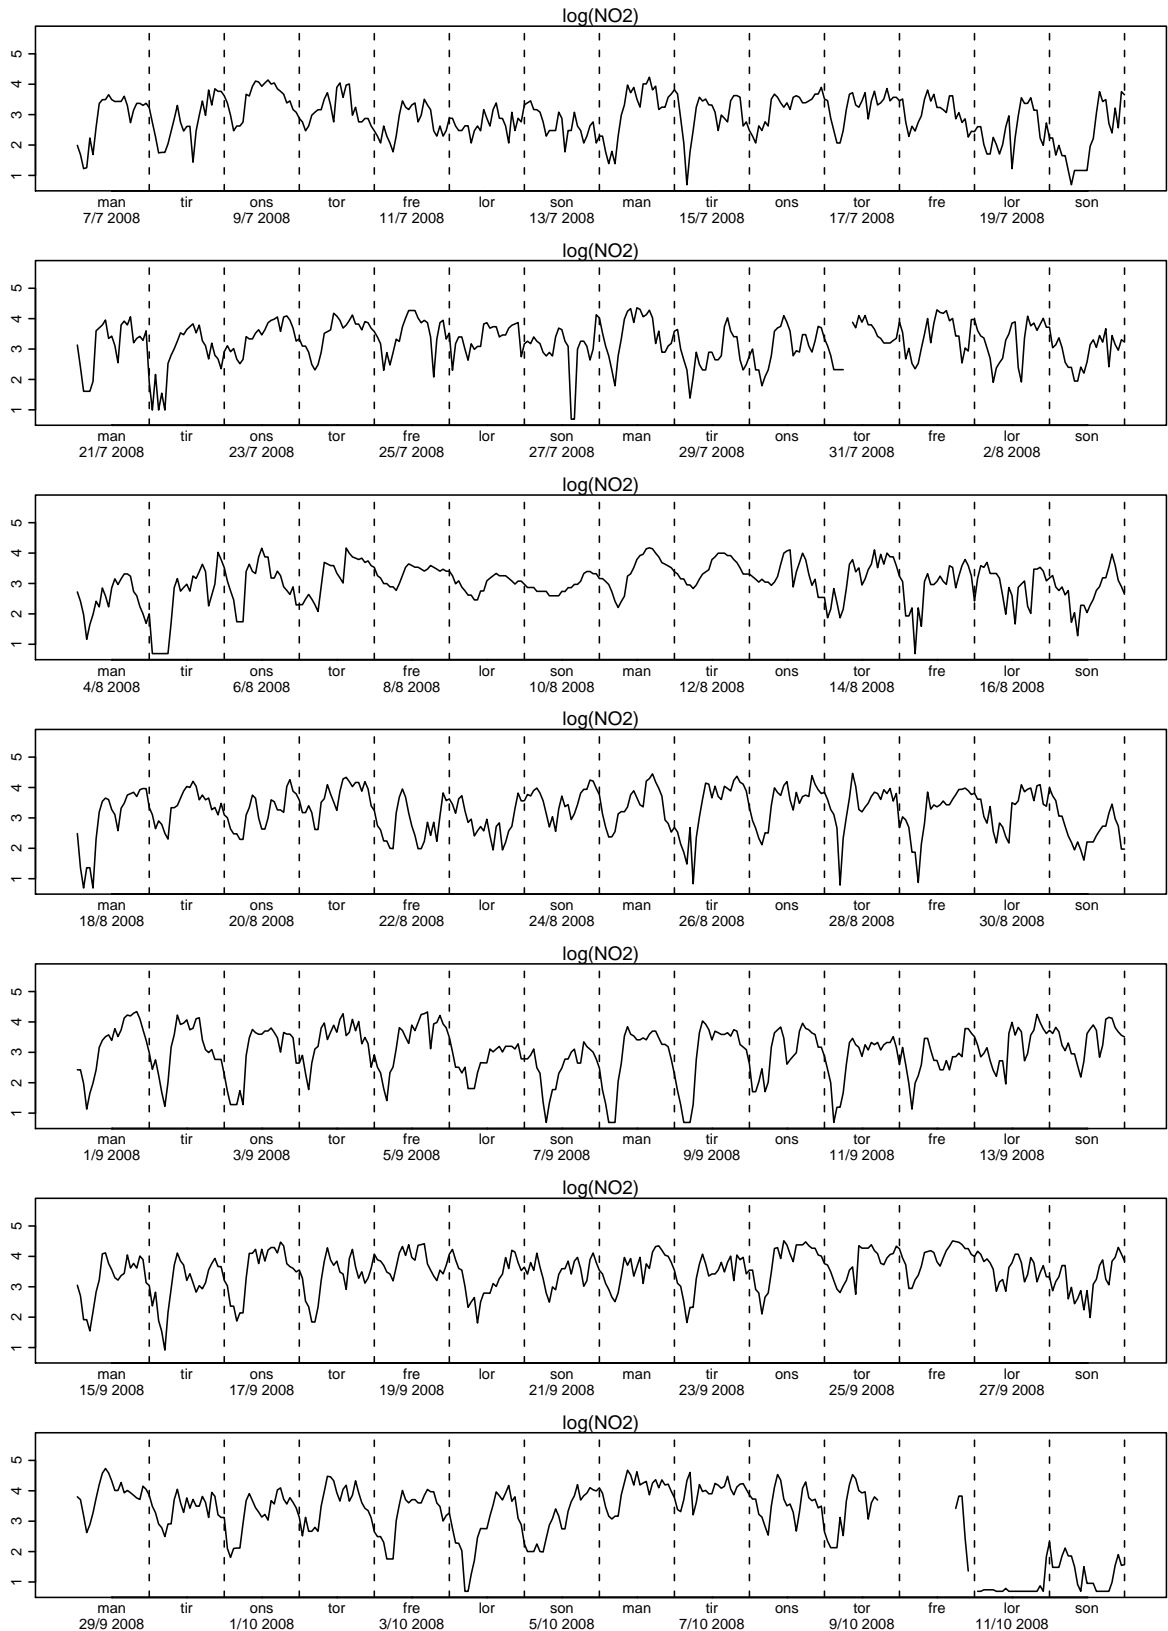 log(NO2)
5
4
3
2
1
man tir ons tor fre lor son man tir ons tor fre lor son
7/7 2008 9/7 2008 11/7 2008 13/7 2008 15/7 2008 17/7 2008 19/7 2008
log(NO2)
5
4
3
2
1
man tir ons tor fre lor son man tir ons tor fre lor son
21/7 2008 23/7 2008 25/7 2008 27/7 2008 29/7 2008 31/7 2008 2/8 2008
log(NO2)
5
4
3
2
1
man tir ons tor fre lor son man tir ons tor fre lor son
4/8 2008 6/8 2008 8/8 2008 10/8 2008 12/8 2008 14/8 2008 16/8 2008
log(NO2)
5
4
3
2
1
man tir ons tor fre lor son man tir ons tor fre lor son
18/8 2008 20/8 2008 22/8 2008 24/8 2008 26/8 2008 28/8 2008 30/8 2008
log(NO2)
5
4
3
2
1
man tir ons tor fre lor son man tir ons tor fre lor son
1/9 2008 3/9 2008 5/9 2008 7/9 2008 9/9 2008 11/9 2008 13/9 2008
log(NO2)
5
4
3
2
1
man tir ons tor fre lor son man tir ons tor fre lor son
15/9 2008 17/9 2008 19/9 2008 21/9 2008 23/9 2008 25/9 2008 27/9 2008
log(NO2)
5
4
3
2
1
man tir ons tor fre lor son man tir ons tor fre lor son
29/9 2008 1/10 2008 3/10 2008 5/10 2008 7/10 2008 9/10 2008 11/10 2008